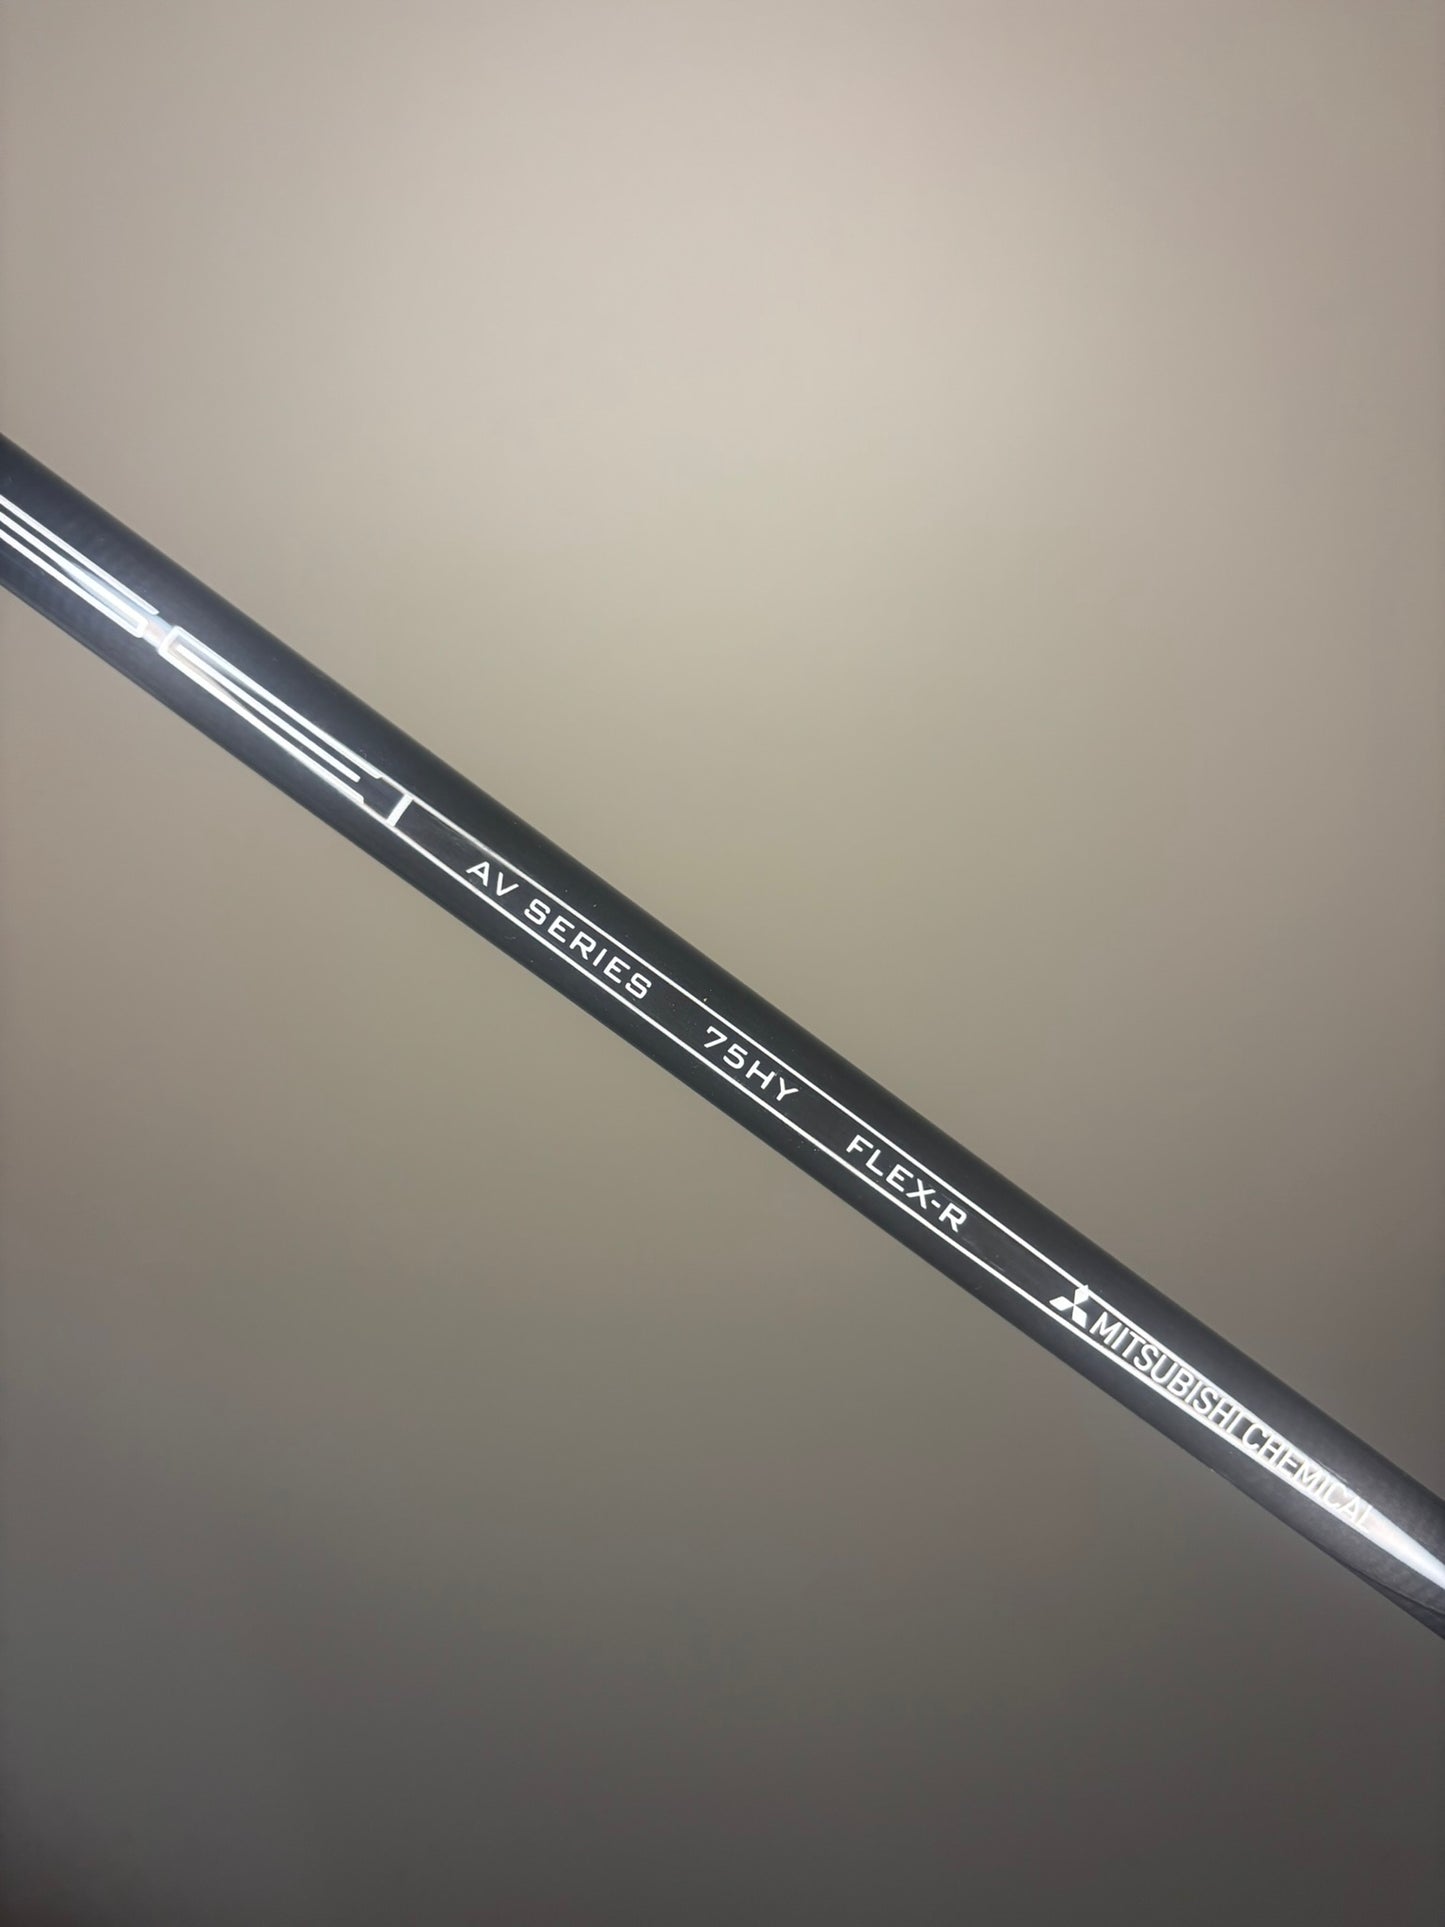 AV SERIES 75HY FLEX-R MITSUBISHI CHEMICAL